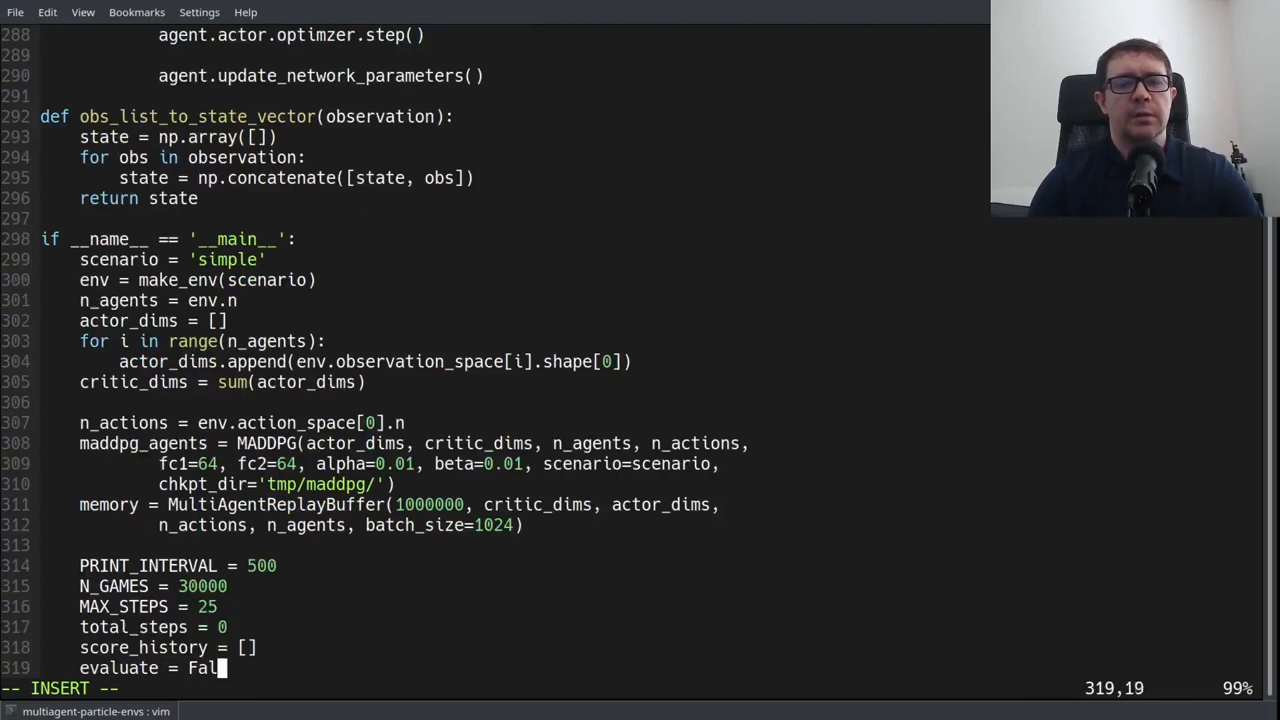 File Edit View Bookmarks Settings Help
288 agent.actor.optimzer.step()
289
290 agent.update_network_parameters()
291
292 def obs_list_to_state_vector(observation):
293 state = np.array([])
294 for obs in observation:
295 state = np.concatenate([state, obs])
296 return state
297
298 if __name__ == '__main__':
299 scenario = 'simple'
300 env = make_env(scenario)
301 n_agents = env.n
302 actor_dims = []
303 for i in range(n_agents):
304 actor_dims.append(env.observation_space[i].shape[0])
305 critic_dims = sum(actor_dims)
306
307 n_actions = env.action_space[0].n
308 maddpg_agents = MADDPG(actor_dims, critic_dims, n_agents, n_actions,
309 fc1=64, fc2=64, alpha=0.01, beta=0.01, scenario=scenario,
310 chkpt_dir='tmp/maddpg/')
311 memory = MultiAgentReplayBuffer(1000000, critic_dims, actor_dims,
312 n_actions, n_agents, batch_size=1024)
313
314 PRINT_INTERVAL = 500
315 N_GAMES = 30000
316 MAX_STEPS = 25
317 total_steps = 0
318 score_history = []
319 evaluate = Fal
-- INSERT -- 319,19 99%
multiagent-particle-envs : vim